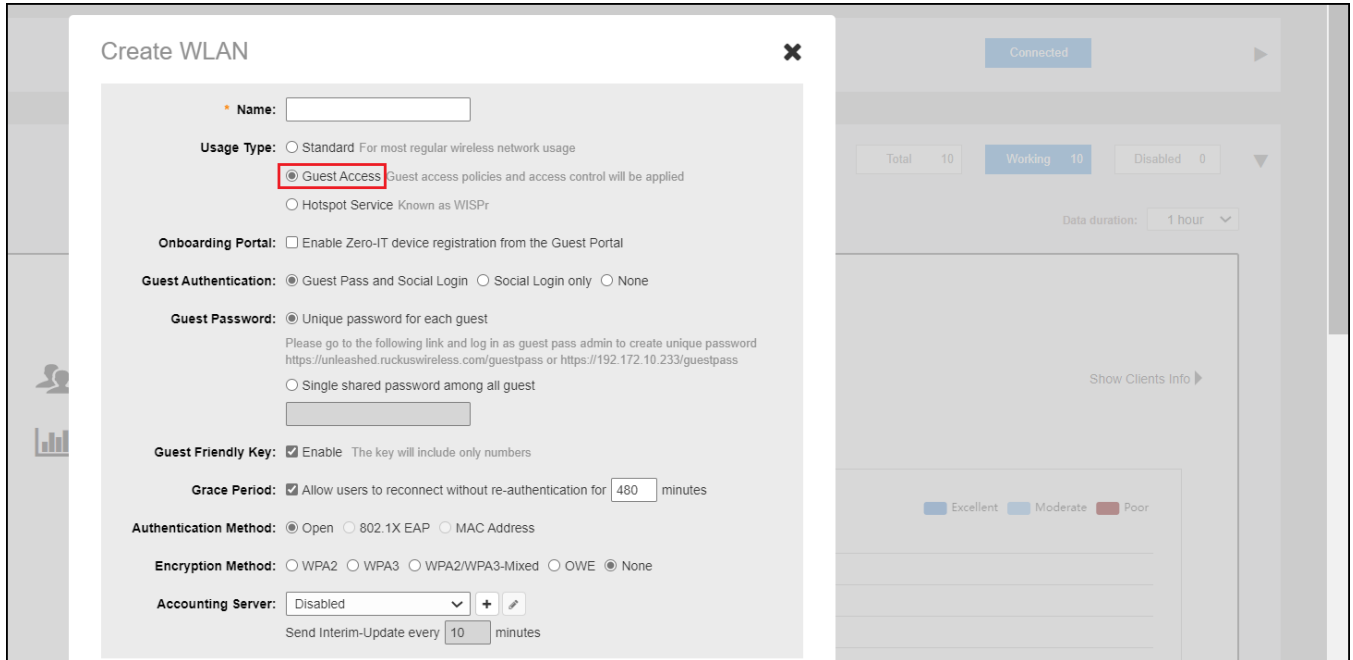 Create WLAN
Connected
* Name:
Usage Type: Standard For most regular wireless network usage
Total 10 Working 10 Disabled 0
Guest Access Guest access policies and access control will be applied
Hotspot Service Known as WISPr
Data duration: 1 hour
Onboarding Portal: Enable Zero-IT device registration from the Guest Portal
Guest Authentication: Guest Pass and Social Login Social Login only None
Guest Password: Unique password for each guest
Please go to the following link and log in as guest pass admin to create unique password
https://unleashed.ruckuswireless.com/guestpass or https://192.172.10.233/guestpass
Single shared password among all guest
Show Clients Info
Guest Friendly Key: Enable The key will include only numbers
Grace Period: Allow users to reconnect without re-authentication for 480 minutes
Excellent Moderate Poor
Authentication Method: Open 802.1X EAP MAC Address
Encryption Method: WPA2 WPA3 WPA2/WPA3-Mixed OWE None
Accounting Server: Disabled
Send Interim-Update every 10 minutes